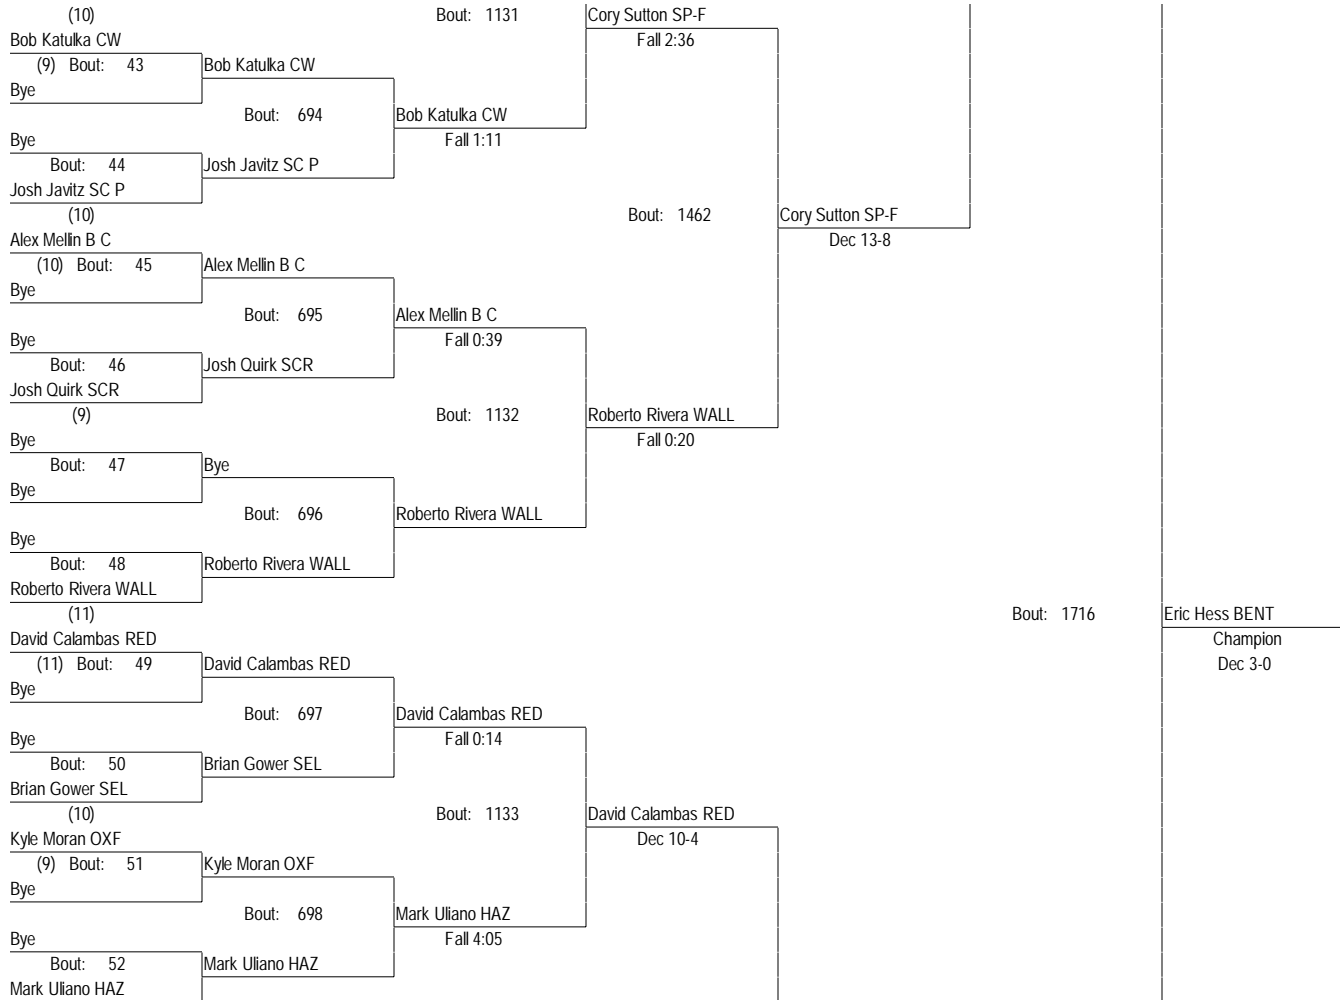 (10) Bout: 1131 Cory Sutton SP-F
Bob Katulka CW Fall 2:36
(9) Bout: 43 Bob Katulka CW
Bye
Bout: 694 Bob Katulka CW
Bye Fall 1:11
Bout: 44 Josh Javitz SC P
Josh Javitz SC P
(10) Bout: 1462 Cory Sutton SP-F
Alex Mellin B C Dec 13-8
(10) Bout: 45 Alex Mellin B C
Bye
Bout: 695 Alex Mellin B C
Bye Fall 0:39
Bout: 46 Josh Quirk SCR
Josh Quirk SCR
(9) Bout: 1132 Roberto Rivera WALL
Bye Fall 0:20
Bout: 47 Bye
Bye
Bout: 696 Roberto Rivera WALL
Bye
Bout: 48 Roberto Rivera WALL
Roberto Rivera WALL
(11) Bout: 1716 Eric Hess BENT
David Calambas RED Champion
(11) Bout: 49 David Calambas RED Dec 3-0
Bye
Bout: 697 David Calambas RED
Bye Fall 0:14
Bout: 50 Brian Gower SEL
Brian Gower SEL
(10) Bout: 1133 David Calambas RED
Kyle Moran OXF Dec 10-4
(9) Bout: 51 Kyle Moran OXF
Bye
Bout: 698 Mark Uliano HAZ
Bye Fall 4:05
Bout: 52 Mark Uliano HAZ
Mark Uliano HAZ